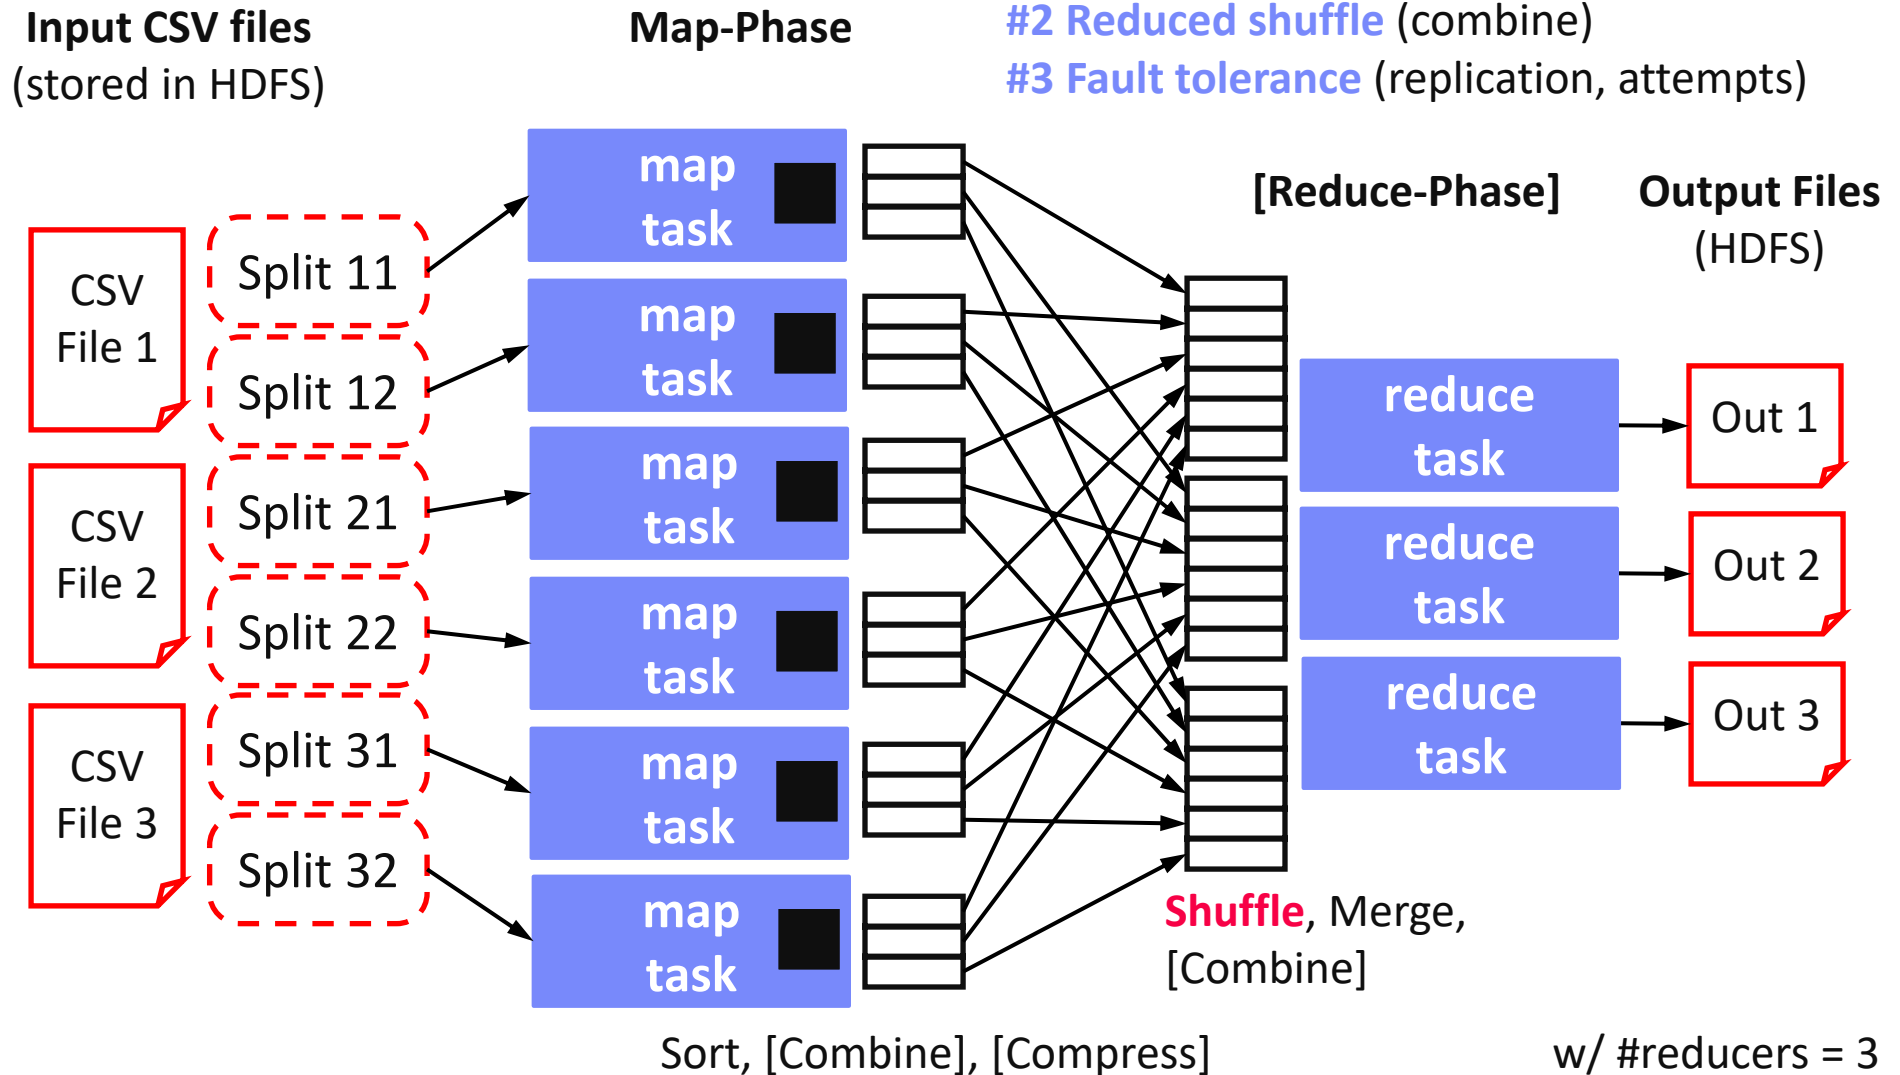 Input CSV files
(stored in HDFS)
Map-Phase
#2 Reduced shuffle (combine)
#3 Fault tolerance (replication, attempts)
[Reduce-Phase]
Output Files
(HDFS)
CSV
File 1
CSV
File 2
CSV
File 3
Split 11
Split 12
Split 21
Split 22
Split 31
Split 32
map
task
map
task
map
task
map
task
map
task
map
task
reduce
task
reduce
task
reduce
task
Out 1
Out 2
Out 3
Shuffle, Merge,
[Combine]
Sort, [Combine], [Compress]
w/ #reducers = 3